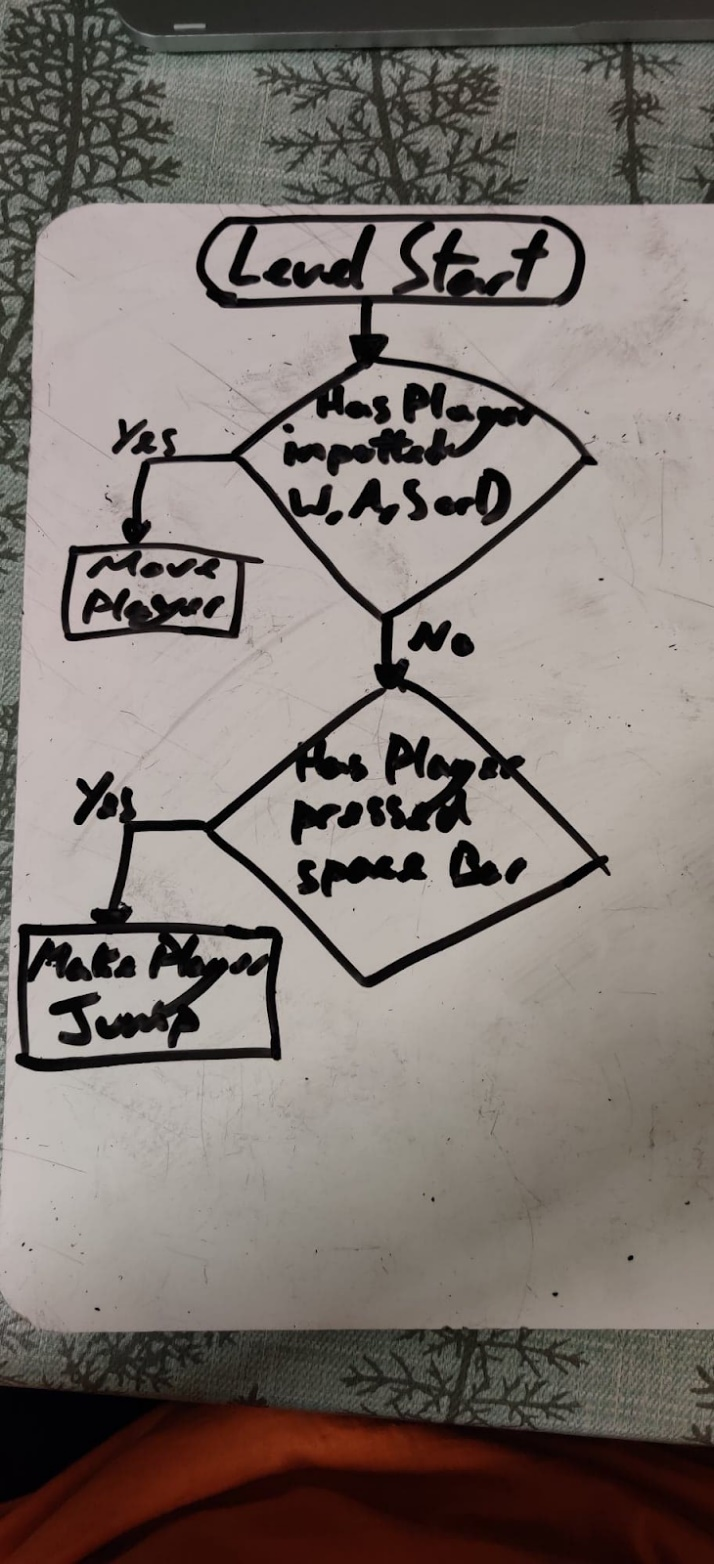 Level Start
Has Player
inputted
W, A, S or D
Yes
Move
Player
No
Has Player
pressed
space Bar
Yes
Make Player
Jump